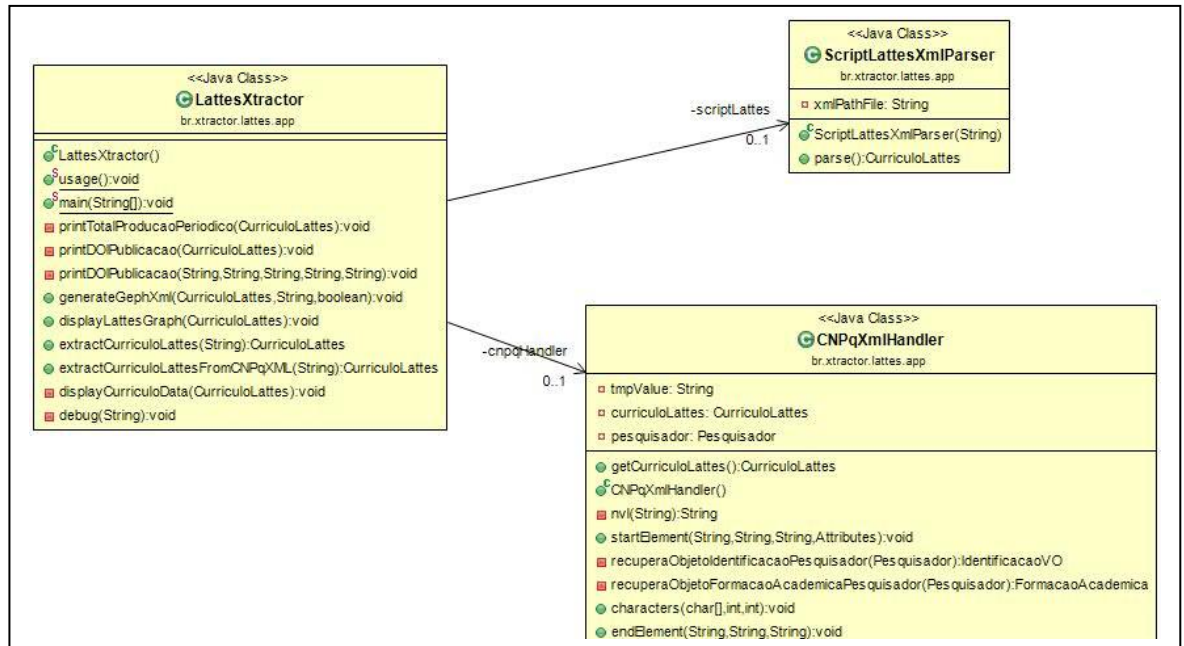 <<Java Class>>
LattesXtractor
br.xtractor.lattes.app
LattesXtractor()
usage():void
main(String[]):void
printTotalProducaoPeriodico(CurriculoLattes):void
printDOIPublicacao(CurriculoLattes):void
printDOIPublicacao(String,String,String,String,String):void
generateGephXml(CurriculoLattes,String,boolean):void
displayLattesGraph(CurriculoLattes):void
extractCurriculoLattes(String):CurriculoLattes
extractCurriculoLattesFromCNPqXML(String):CurriculoLattes
displayCurriculoData(CurriculoLattes):void
debug(String):void
-scriptLattes
0..1
<<Java Class>>
ScriptLattesXmlParser
br.xtractor.lattes.app
xmlPathFile: String
ScriptLattesXmlParser(String)
parse():CurriculoLattes
-cnpqHandler
0..1
<<Java Class>>
CNPqXmlHandler
br.xtractor.lattes.app
tmpValue: String
curriculoLattes: CurriculoLattes
pesquisador: Pesquisador
getCurriculoLattes():CurriculoLattes
CNPqXmlHandler()
nvl(String):String
startElement(String,String,String,Attributes):void
recuperaObjetoIdentificacaoPesquisador(Pesquisador):IdentificacaoVO
recuperaObjetoFormacaoAcademicaPesquisador(Pesquisador):FormacaoAcademica
characters(char[],int,int):void
endElement(String,String,String):void